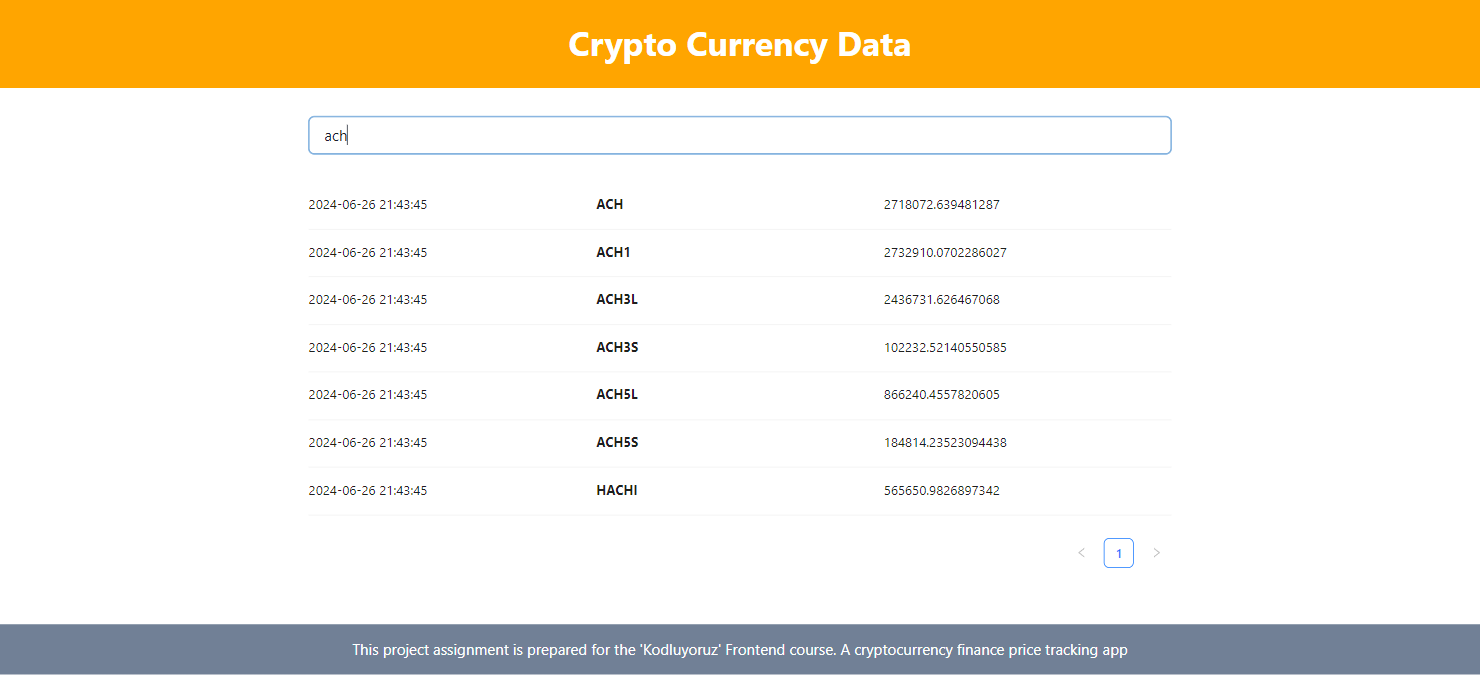 Crypto Currency Data
ach
2024-06-26 21:43:45 ACH 2718072.639481287
2024-06-26 21:43:45 ACH1 2732910.0702286027
2024-06-26 21:43:45 ACH3L 2436731.626467068
2024-06-26 21:43:45 ACH3S 102232.52140550585
2024-06-26 21:43:45 ACH5L 866240.4557820605
2024-06-26 21:43:45 ACH5S 184814.23523094438
2024-06-26 21:43:45 HACHI 565650.9826897342
< 1 >
This project assignment is prepared for the 'Kodluyoruz' Frontend course. A cryptocurrency finance price tracking app